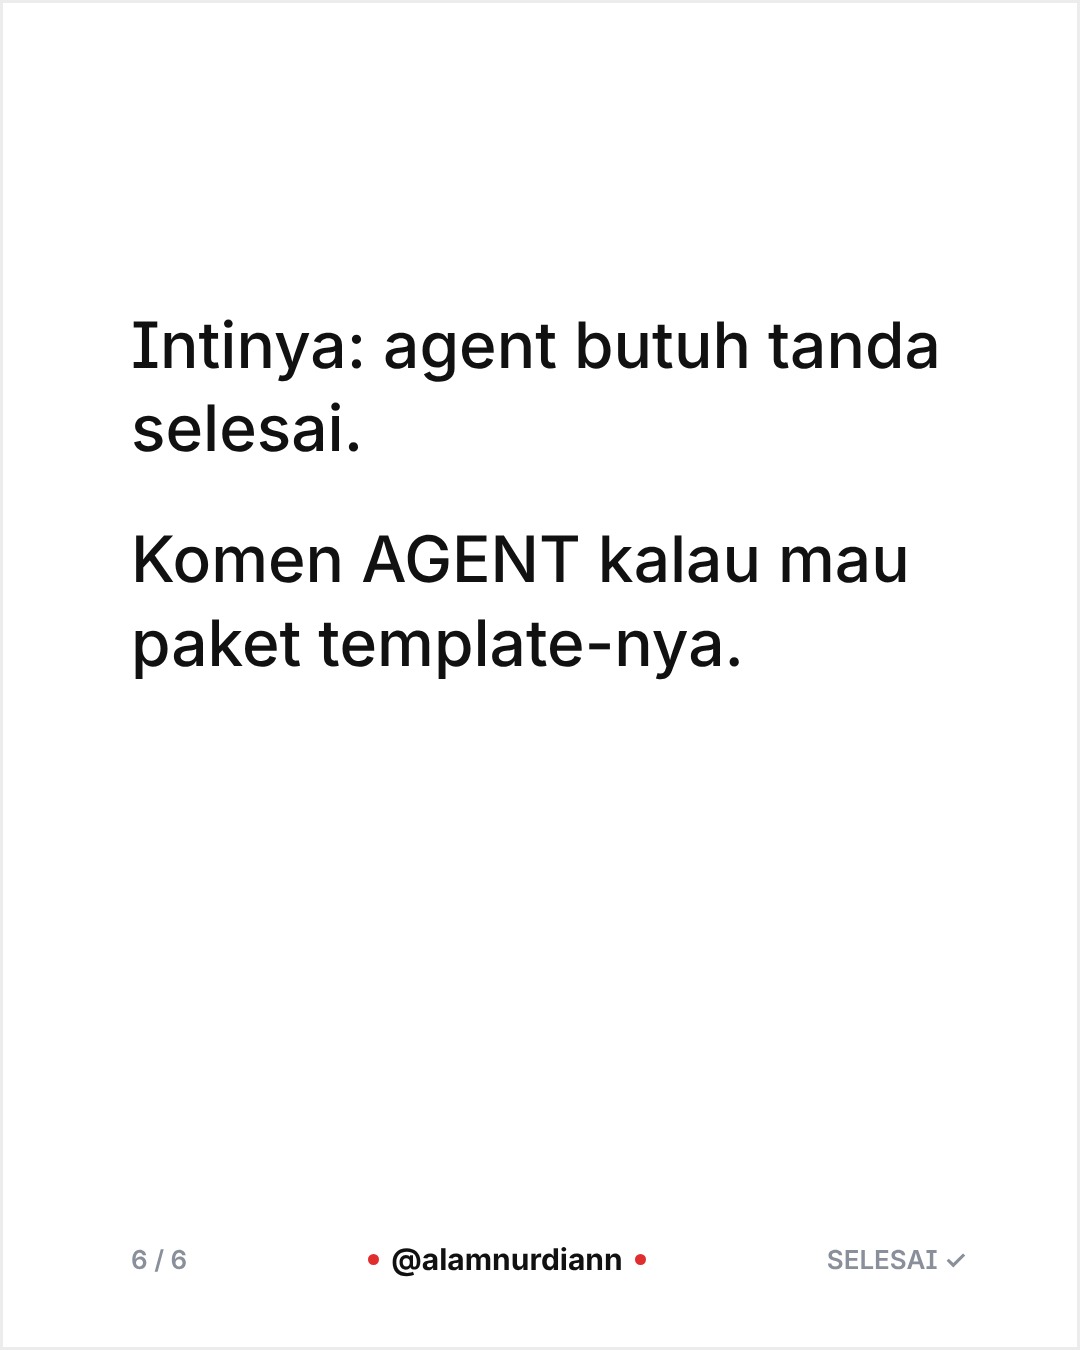 Intinya: agent butuh tanda
selesai.
Komen AGENT kalau mau
paket template-nya.
6 / 6
• @alamnurdiann •
SELESAI ✓